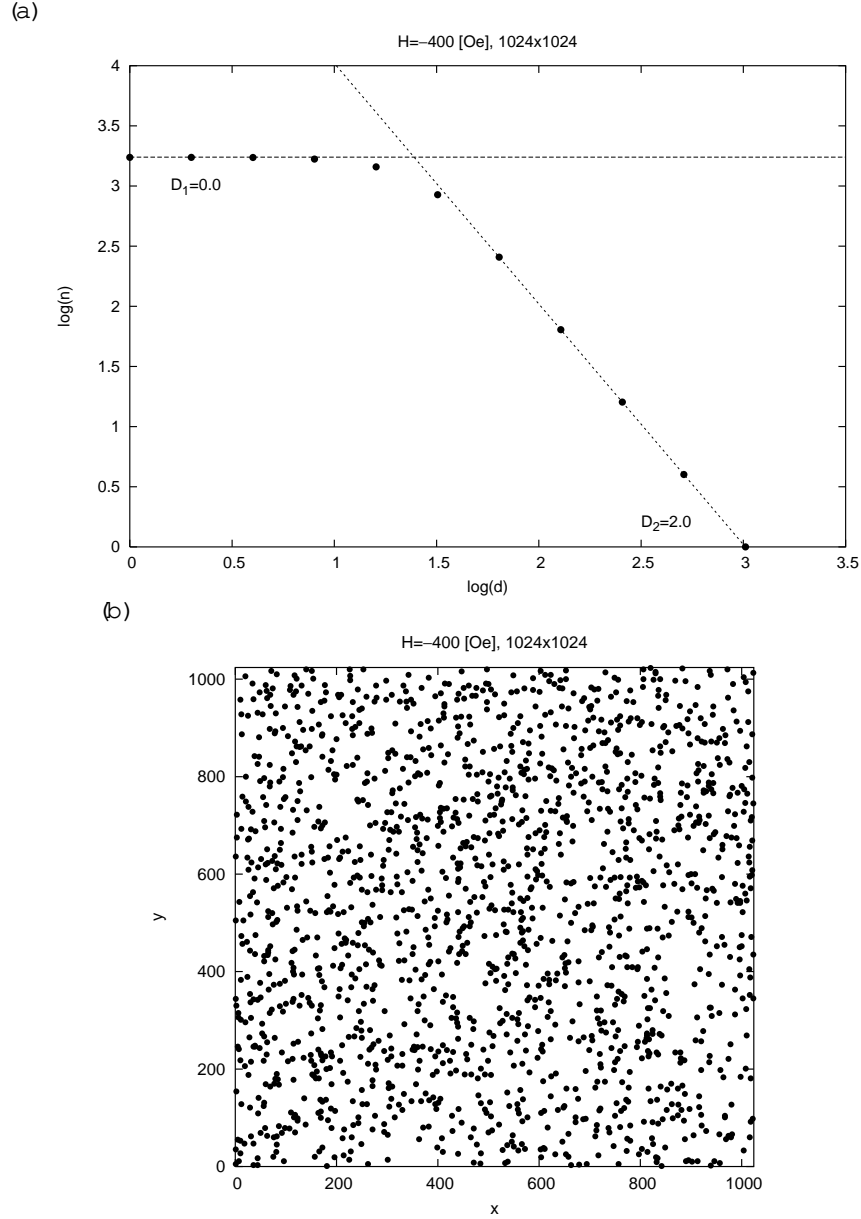 (a)
H=−400 [Oe], 1024x1024
4
3.5
3
2.5
2
1.5
1
0.5
0
log(n)
D₁=0.0
D₂=2.0
0 0.5 1 1.5 2 2.5 3 3.5
log(d)
(b)
H=−400 [Oe], 1024x1024
1000
800
600
400
200
0
y
0 200 400 600 800 1000
x